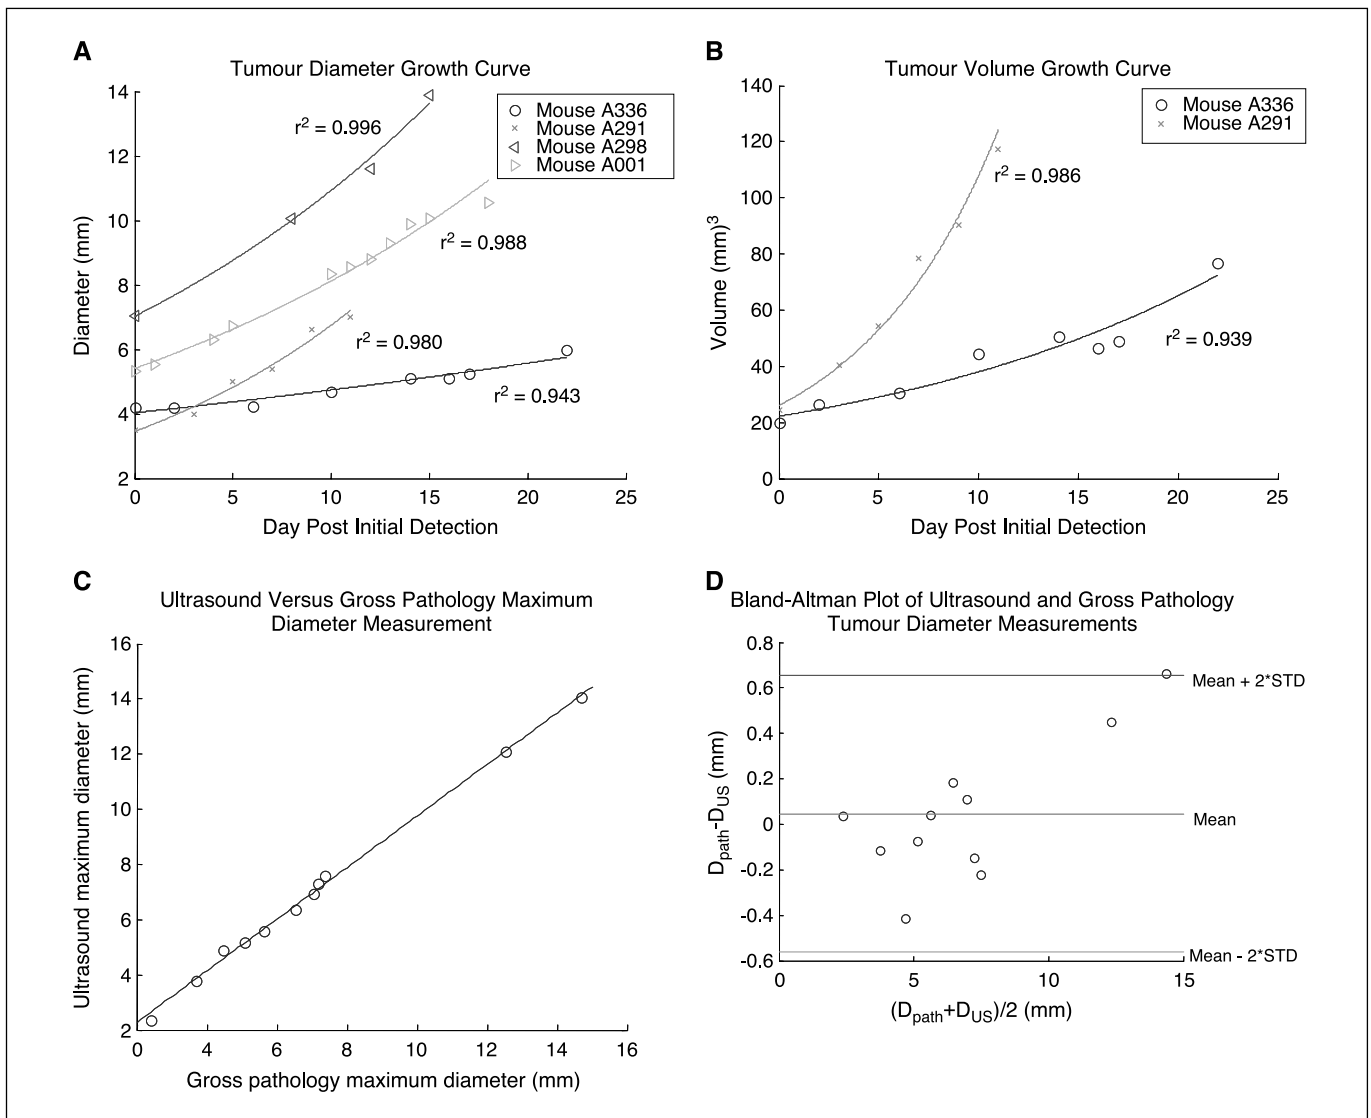 A
Tumour Diameter Growth Curve
14
12
10
8
6
4
2
Diameter (mm)
r² = 0.996
r² = 0.988
r² = 0.980
r² = 0.943
Mouse A336
Mouse A291
Mouse A298
Mouse A001
0 5 10 15 20 25
Day Post Initial Detection
B
Tumour Volume Growth Curve
140
120
100
80
60
40
20
0
Volume (mm)³
r² = 0.986
r² = 0.939
Mouse A336
Mouse A291
0 5 10 15 20 25
Day Post Initial Detection
C
Ultrasound Versus Gross Pathology Maximum
Diameter Measurement
16
14
12
10
8
6
4
2
Ultrasound maximum diameter (mm)
0 4 6 8 10 12 14 16
Gross pathology maximum diameter (mm)
D
Bland-Altman Plot of Ultrasound and Gross Pathology
Tumour Diameter Measurements
0.8
0.6
0.4
0.2
0
-0.2
-0.4
-0.6
D_path-D_US (mm)
Mean + 2*STD
Mean
Mean - 2*STD
0 5 10 15
(D_path+D_US)/2 (mm)